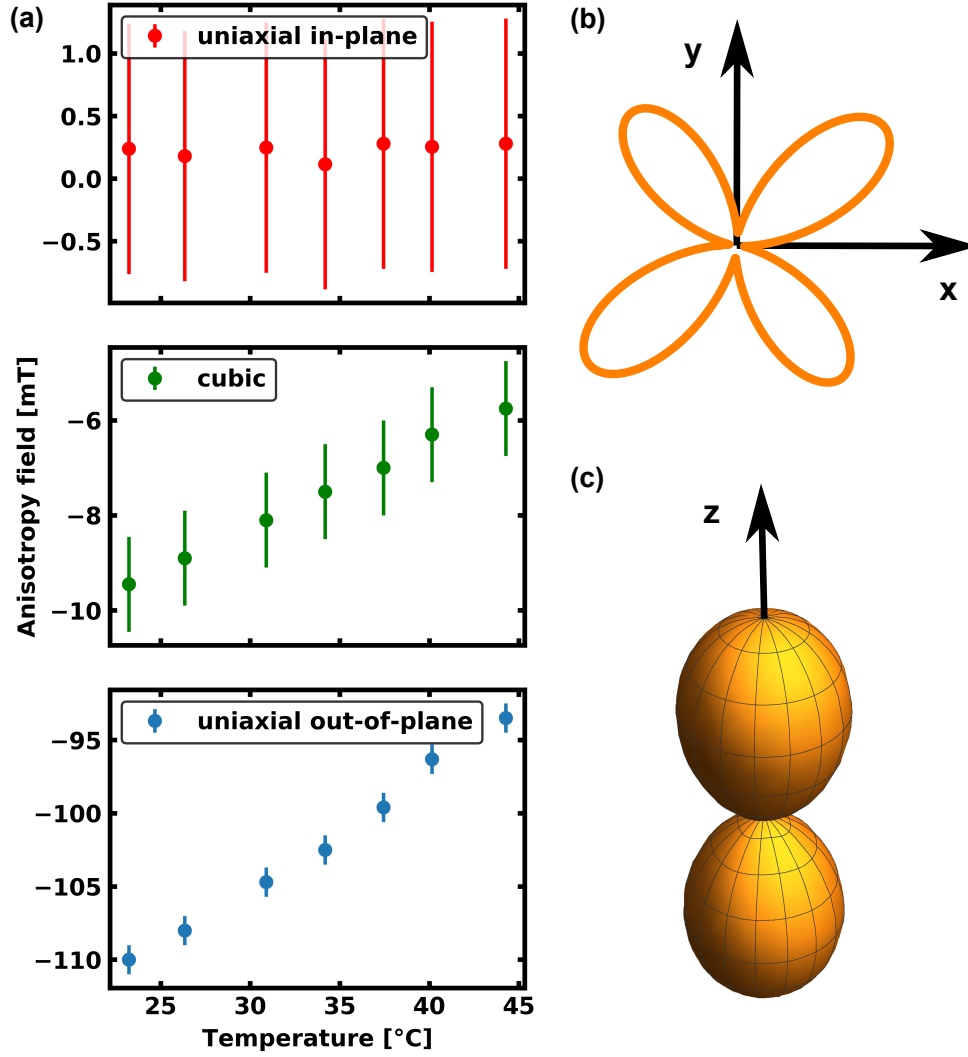 (a)
uniaxial in-plane
1.0
0.5
0.0
−0.5
cubic
−6
−8
−10
Anisotropy field [mT]
uniaxial out-of-plane
−95
−100
−105
−110
25 30 35 40 45
Temperature [°C]
(b)
y
x
(c)
z